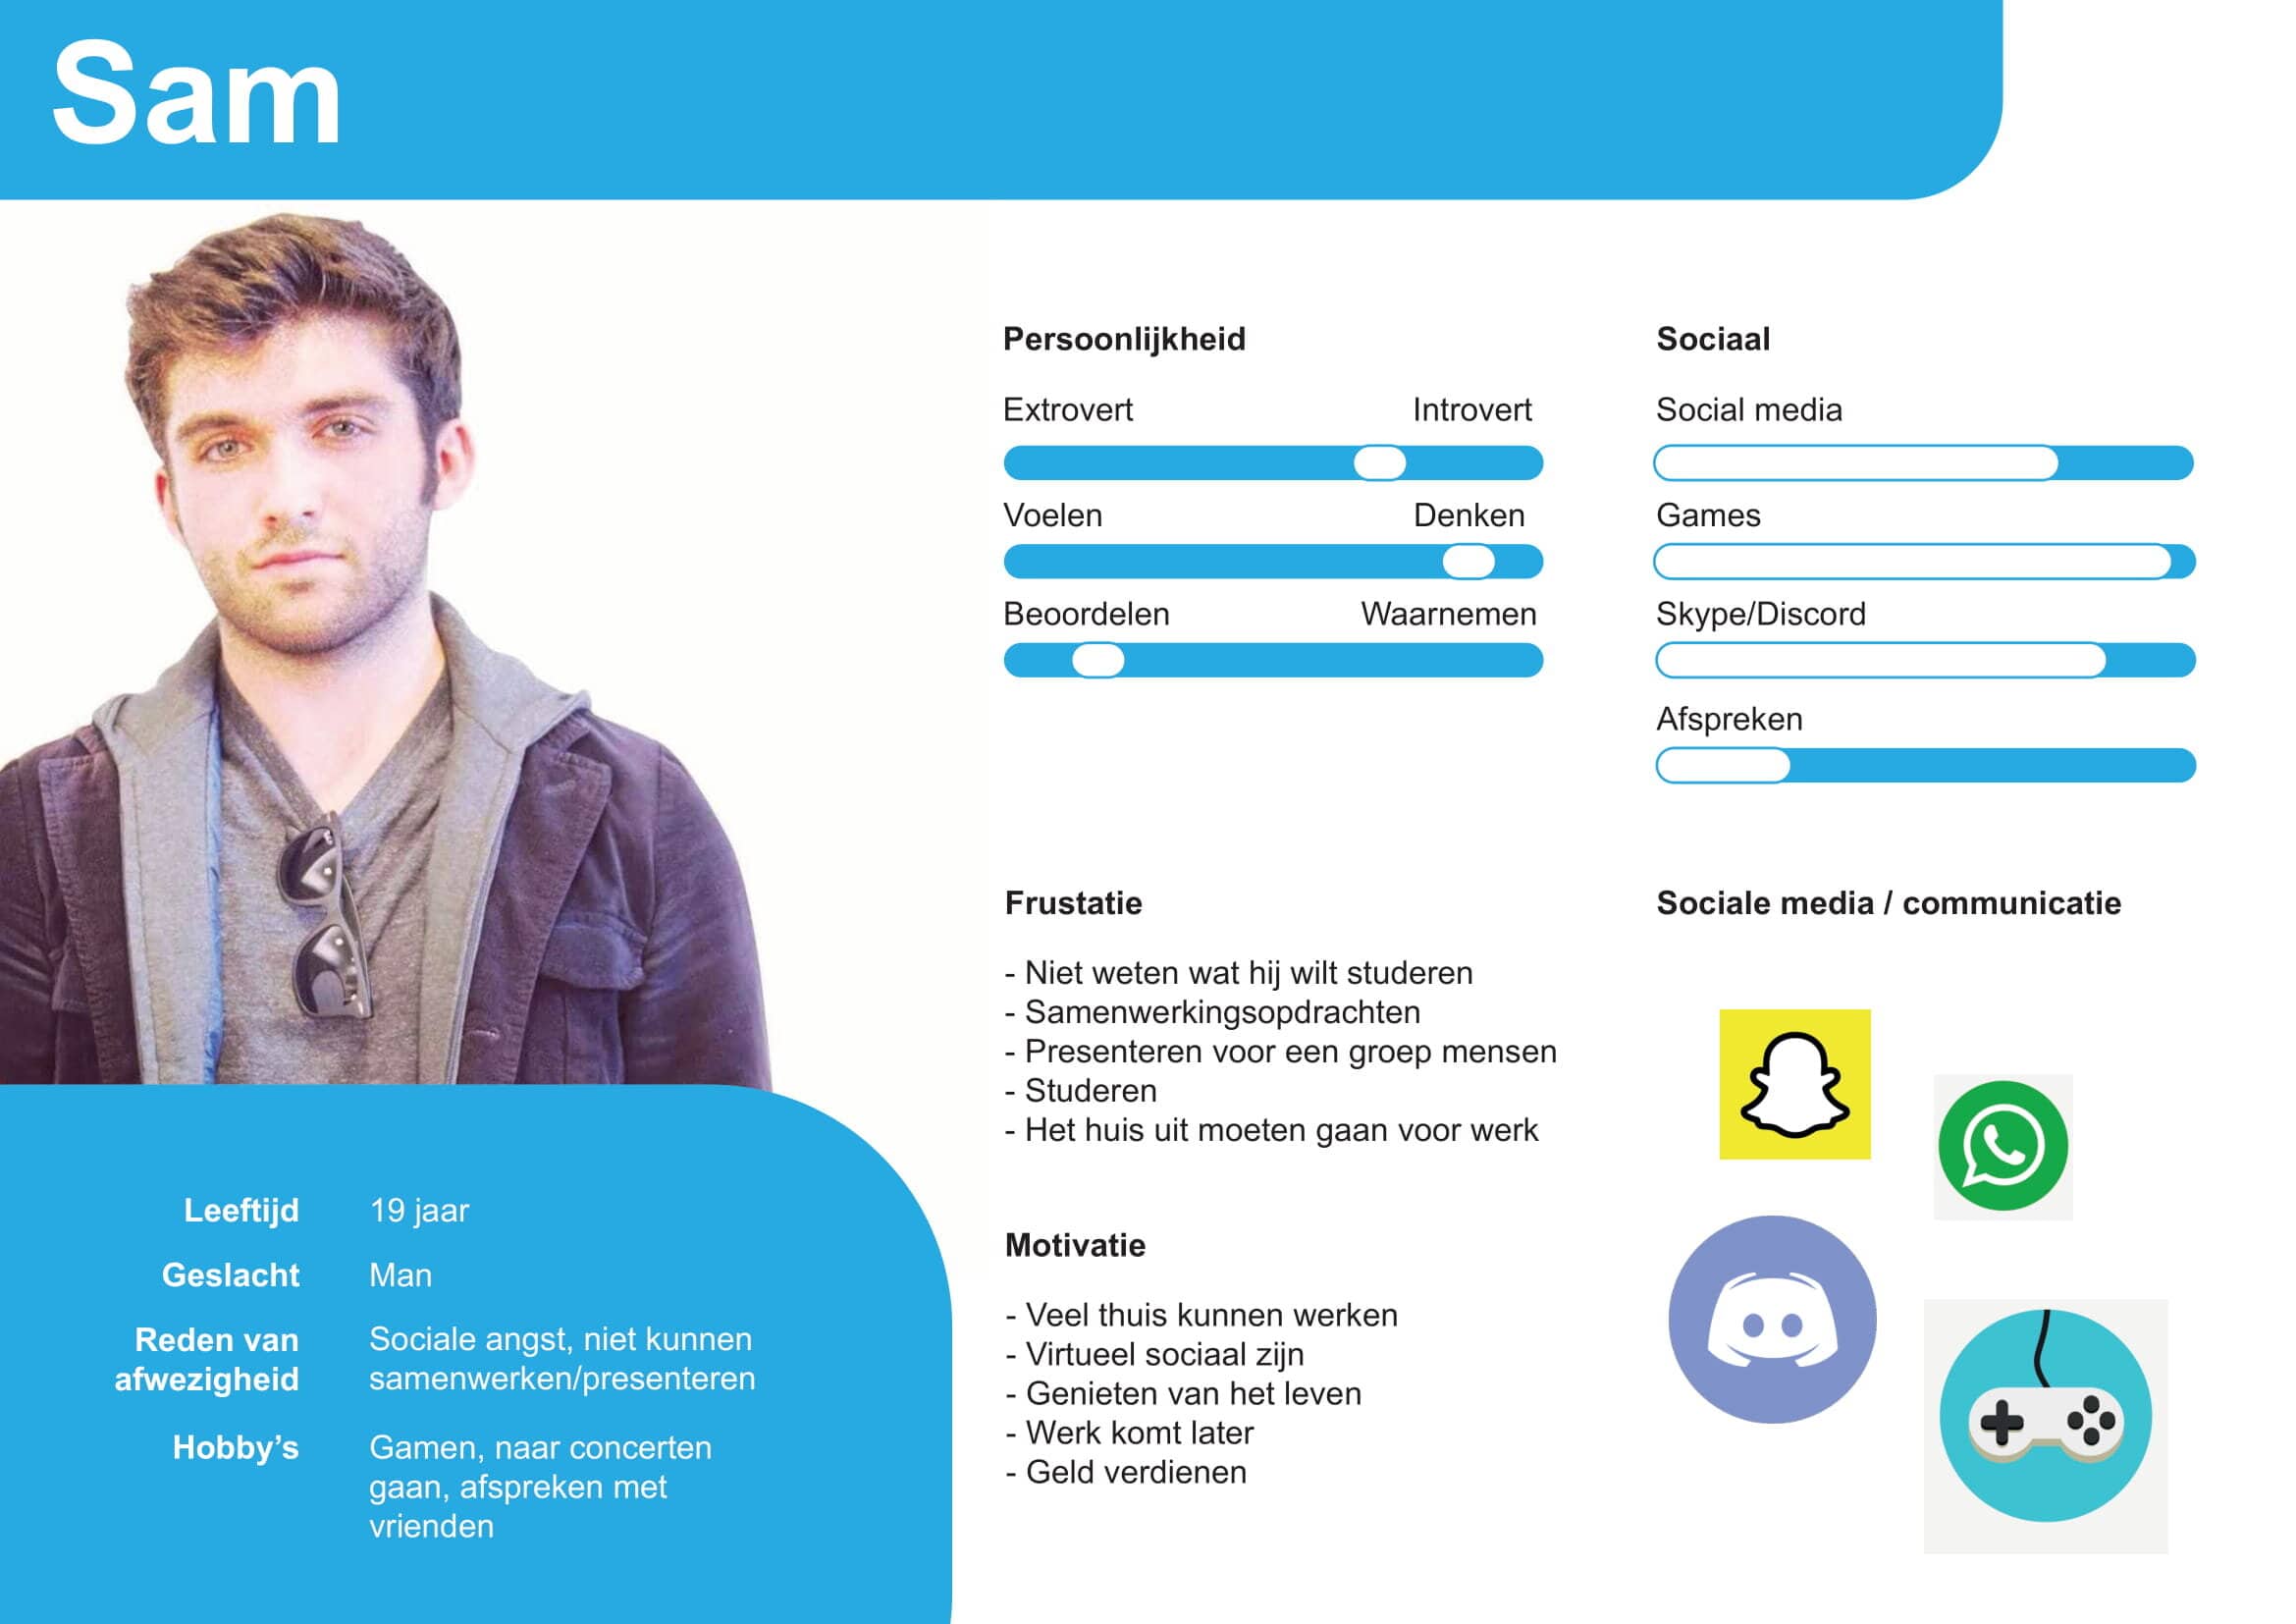 Sam
Persoonlijkheid
Extrovert Introvert
Voelen Denken
Beoordelen Waarnemen
Sociaal
Social media
Games
Skype/Discord
Afspreken
Frustatie
- Niet weten wat hij wilt studeren
- Samenwerkingsopdrachten
- Presenteren voor een groep mensen
- Studeren
- Het huis uit moeten gaan voor werk
Motivatie
- Veel thuis kunnen werken
- Virtueel sociaal zijn
- Genieten van het leven
- Werk komt later
- Geld verdienen
Sociale media / communicatie
Leeftijd 19 jaar
Geslacht Man
Reden van Sociale angst, niet kunnen
afwezigheid samenwerken/presenteren
Hobby’s Gamen, naar concerten
gaan, afspreken met
vrienden